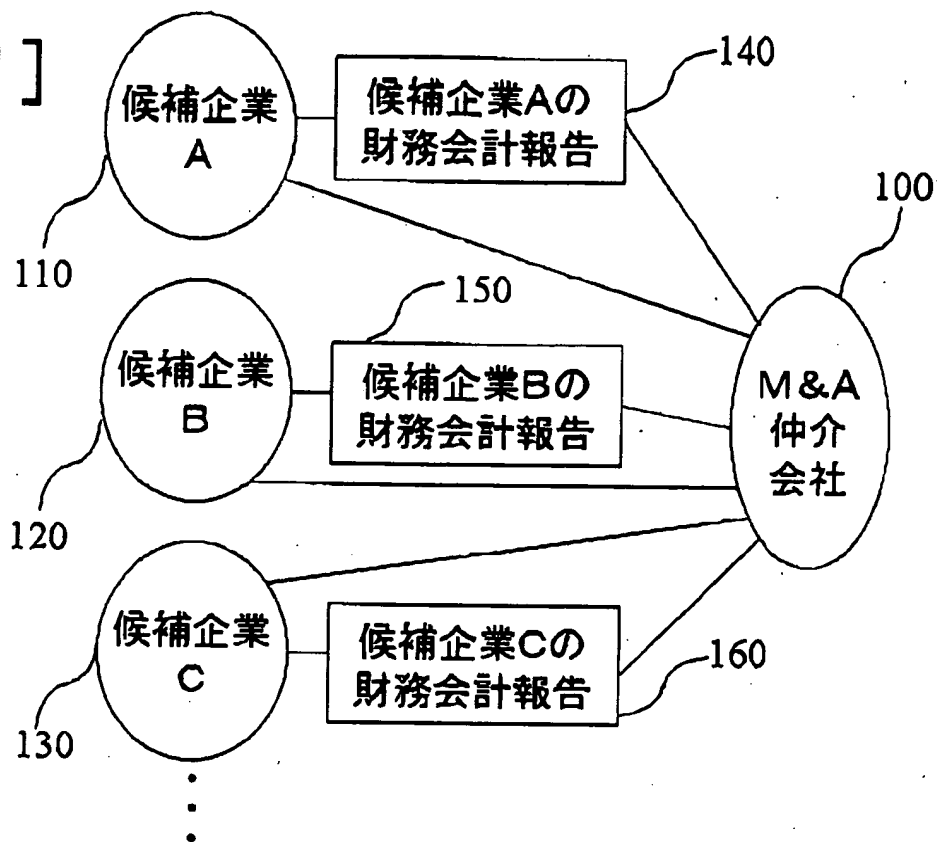 ]
候補企業
A
候補企業Aの
財務会計報告
140
100
110
候補企業
B
150
候補企業Bの
財務会計報告
M&A
仲介
会社
120
候補企業
C
候補企業Cの
財務会計報告
160
130